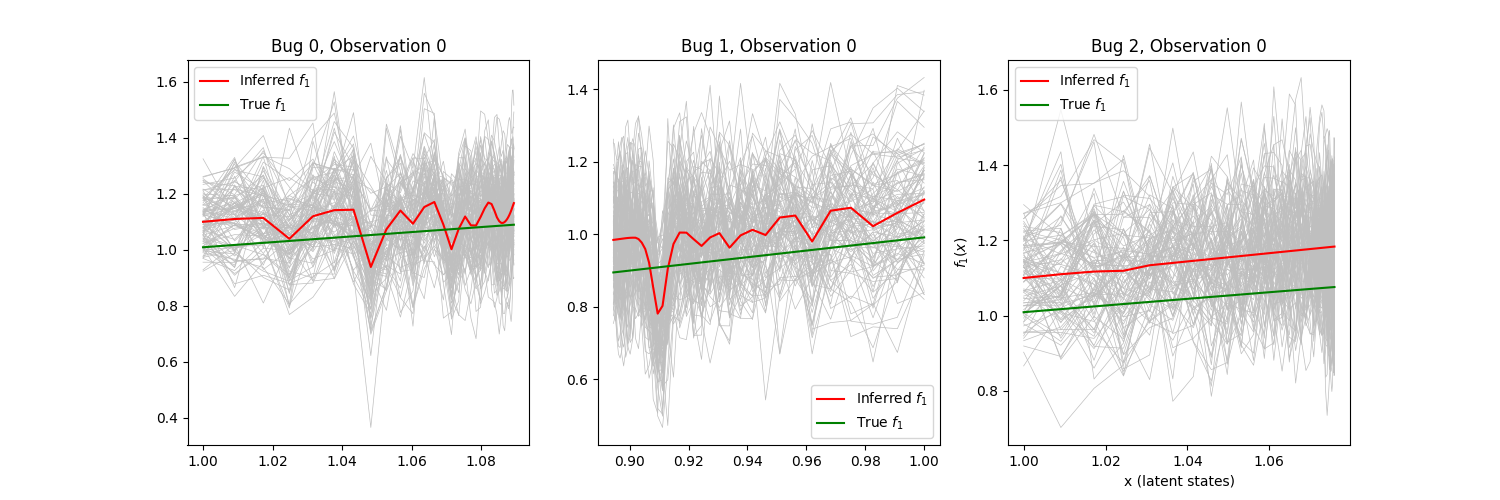 Bug 0, Observation 0
Inferred f₁
True f₁
1.6
1.4
1.2
1.0
0.8
0.6
0.4
1.00 1.02 1.04 1.06 1.08
Bug 1, Observation 0
1.4
1.2
1.0
0.8
0.6
Inferred f₁
True f₁
0.90 0.92 0.94 0.96 0.98 1.00
Bug 2, Observation 0
Inferred f₁
True f₁
f₁(x)
1.6
1.4
1.2
1.0
0.8
1.00 1.02 1.04 1.06
x (latent states)